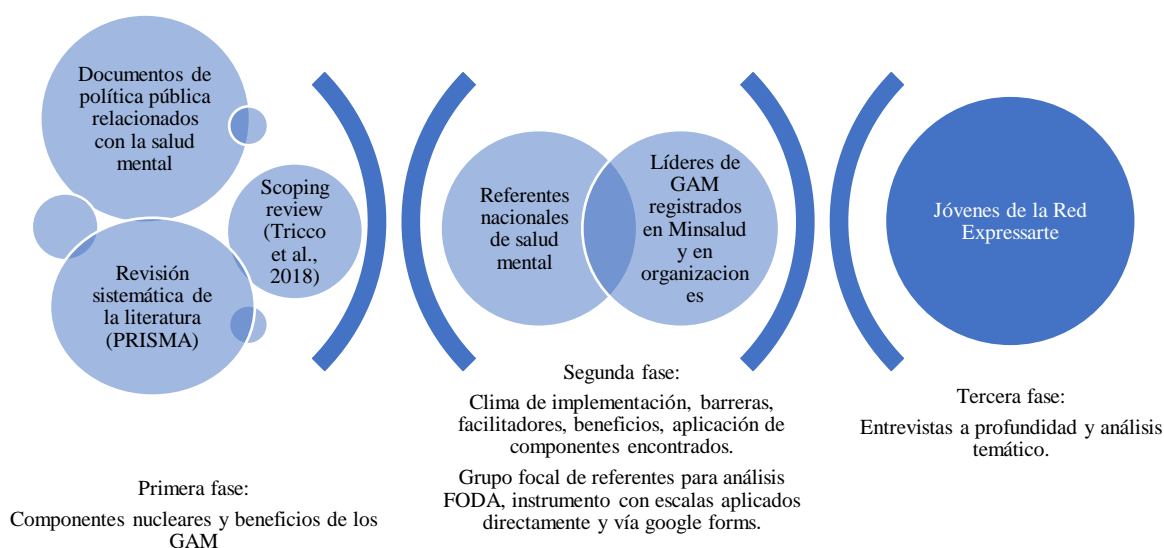 Documentos de
política pública
relacionados
con la salud
mental
Scoping
review
(Tricco
et al.,
2018)
Revisión
sistemática de
la literatura
(PRISMA)
Primera fase:
Componentes nucleares y beneficios de los
GAM
Referentes
nacionales
de salud
mental
Líderes de
GAM
registrados
en Minsalud
y en
organizacion
es
Segunda fase:
Clima de implementación, barreras,
facilitadores, beneficios, aplicación de
componentes encontrados.
Grupo focal de referentes para análisis
FODA, instrumento con escalas aplicados
directamente y vía google forms.
Jóvenes de la Red
Expressarte
Tercera fase:
Entrevistas a profundidad y análisis
temático.